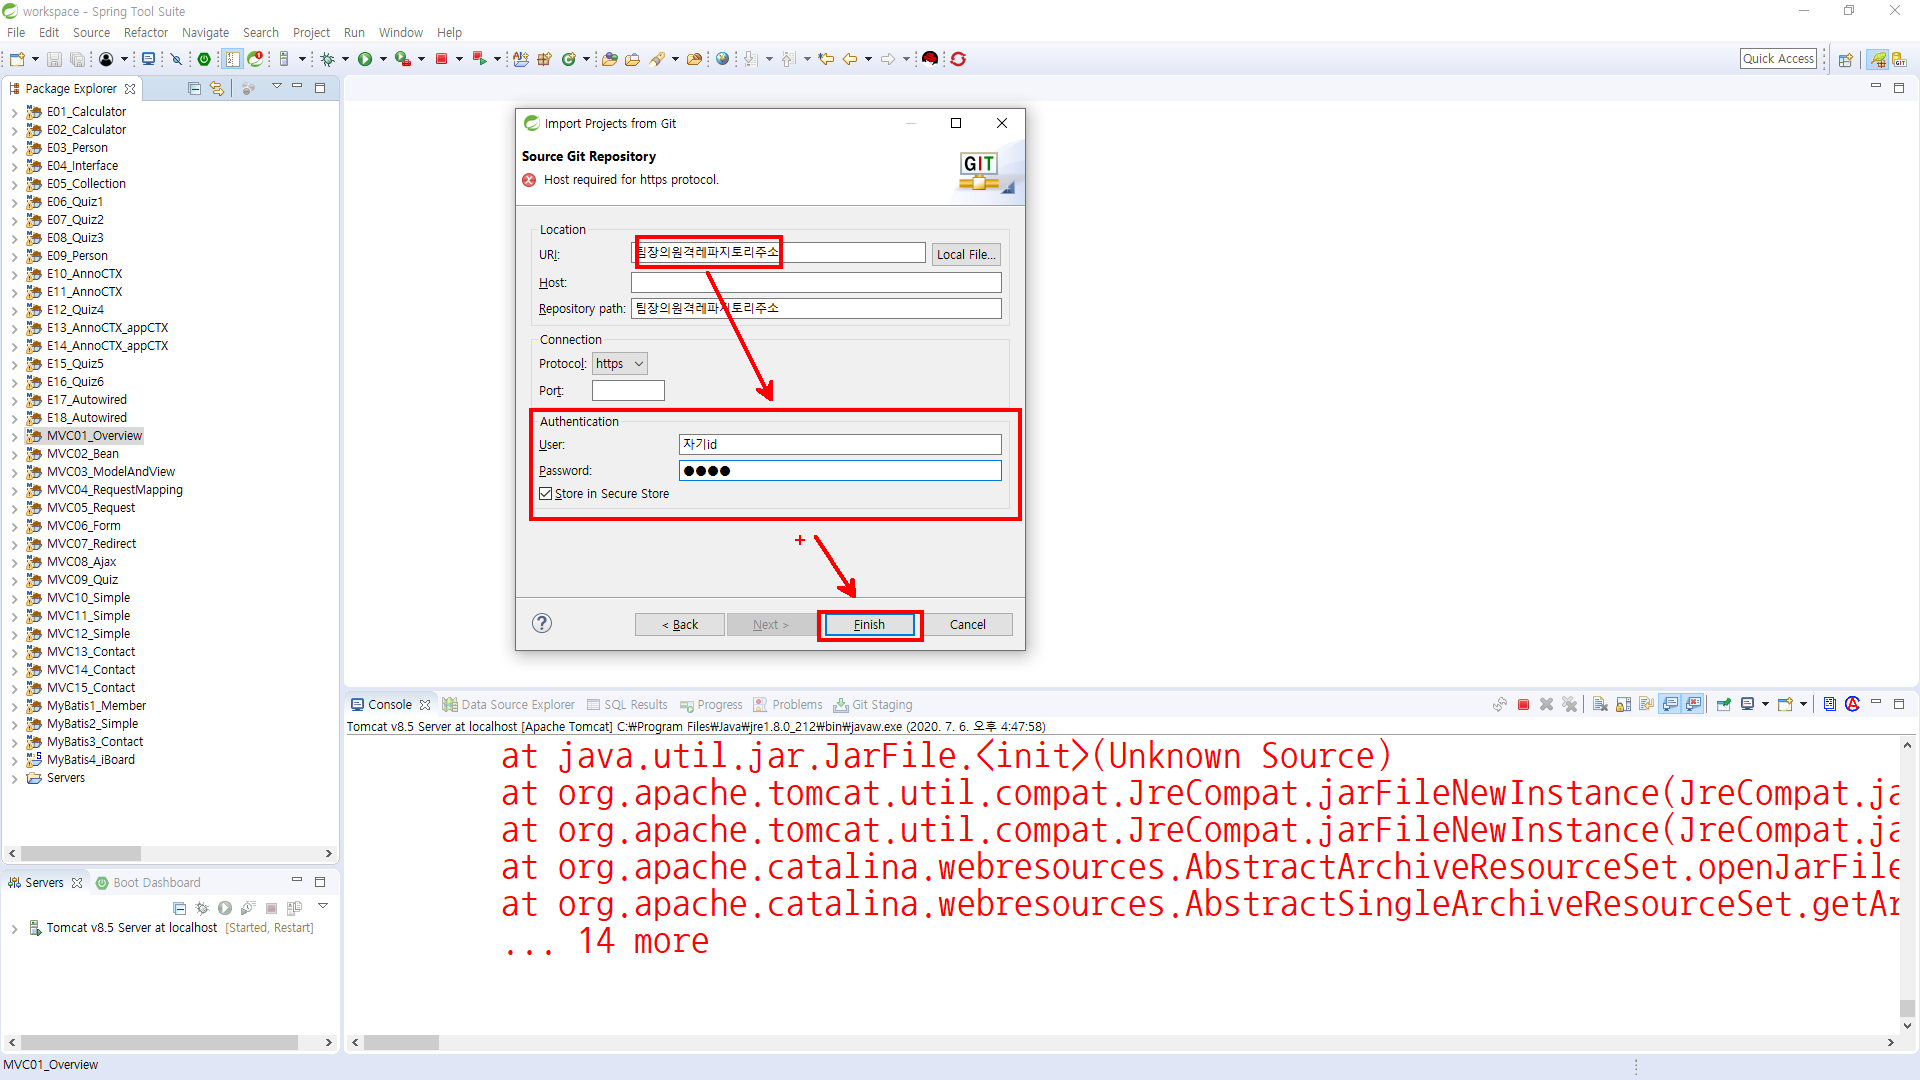 workspace - Spring Tool Suite
File Edit Source Refactor Navigate Search Project Run Window Help
Quick Access
Package Explorer
E01_Calculator
E02_Calculator
E03_Person
E04_Interface
E05_Collection
E06_Quiz1
E07_Quiz2
E08_Quiz3
E09_Person
E10_AnnoCTX
E11_AnnoCTX
E12_Quiz4
E13_AnnoCTX_appCTX
E14_AnnoCTX_appCTX
E15_Quiz5
E16_Quiz6
E17_Autowired
E18_Autowired
MVC01_Overview
MVC02_Bean
MVC03_ModelAndView
MVC04_RequestMapping
MVC05_Request
MVC06_Form
MVC07_Redirect
MVC08_Ajax
MVC09_Quiz
MVC10_Simple
MVC11_Simple
MVC12_Simple
MVC13_Contact
MVC14_Contact
MVC15_Contact
MyBatis1_Member
MyBatis2_Simple
MyBatis3_Contact
MyBatis4_iBoard
Servers
Import Projects from Git
Source Git Repository
Host required for https protocol.
GIT
Location
URI: 팀장의원격레파지토리주소 Local File...
Host:
Repository path: 팀장의원격레파지토리주소
Connection
Protocol: https
Port:
Authentication
User: 자기id
Password: ●●●●
Store in Secure Store
< Back Next > Finish Cancel
Servers Boot Dashboard
Tomcat v8.5 Server at localhost [Started, Restart]
Console Data Source Explorer SQL Results Progress Problems Git Staging
Tomcat v8.5 Server at localhost [Apache Tomcat] C:₩Program Files₩Java₩jre1.8.0_212₩bin₩javaw.exe (2020. 7. 6. 오후 4:47:58)
at java.util.jar.JarFile.<init>(Unknown Source)
at org.apache.tomcat.util.compat.JreCompat.jarFileNewInstance(JreCompat.ja
at org.apache.tomcat.util.compat.JreCompat.jarFileNewInstance(JreCompat.ja
at org.apache.catalina.webresources.AbstractArchiveResourceSet.openJarFile
at org.apache.catalina.webresources.AbstractSingleArchiveResourceSet.getAr
... 14 more
MVC01_Overview